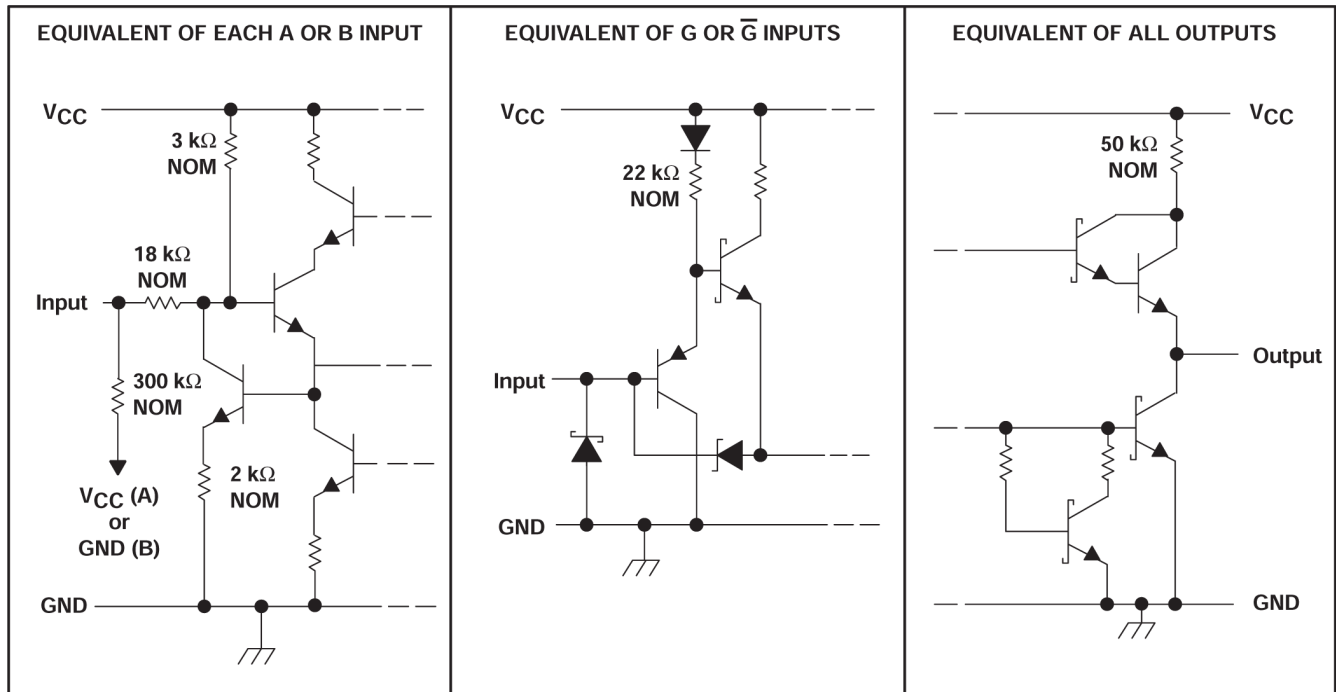 EQUIVALENT OF EACH A OR B INPUT
VCC
3 kΩ
NOM
18 kΩ
NOM
Input
300 kΩ
NOM
VCC (A)
or
GND (B)
2 kΩ
NOM
GND
EQUIVALENT OF G OR G̅ INPUTS
VCC
22 kΩ
NOM
Input
GND
EQUIVALENT OF ALL OUTPUTS
VCC
50 kΩ
NOM
Output
GND